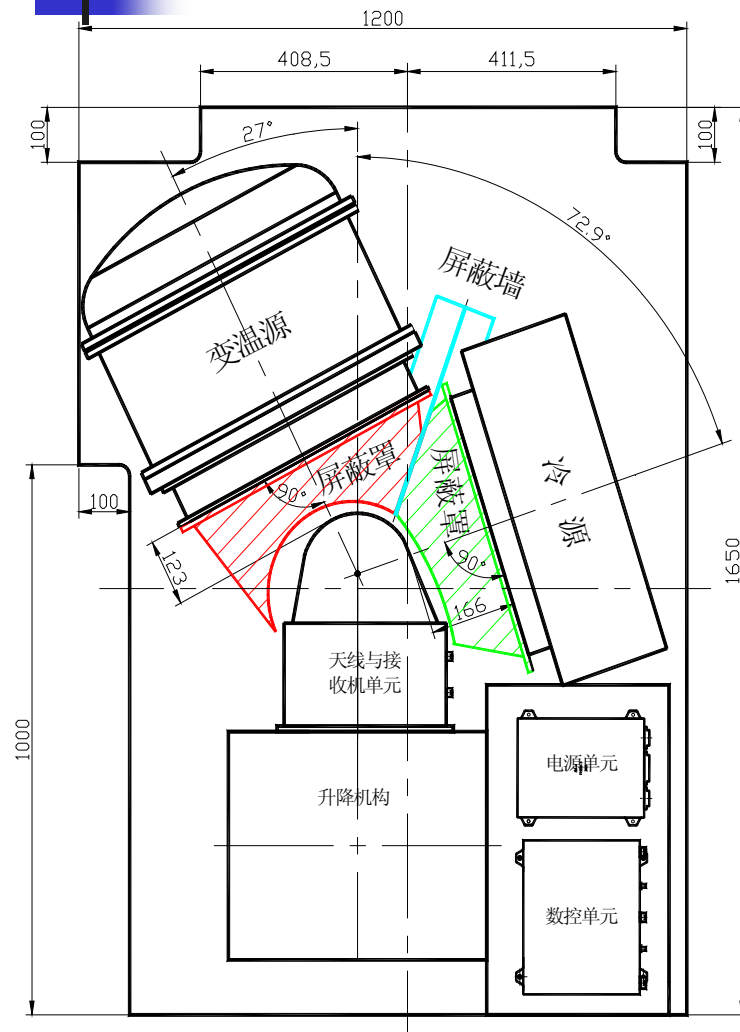 1200
408,5
411,5
100
100
27°
72.9°
屏蔽墙
变温源
屏蔽罩
90°
屏蔽罩
冷源
90°
100
123
166
1650
天线与接
收机单元
1000
电源单元
升降机构
数控单元